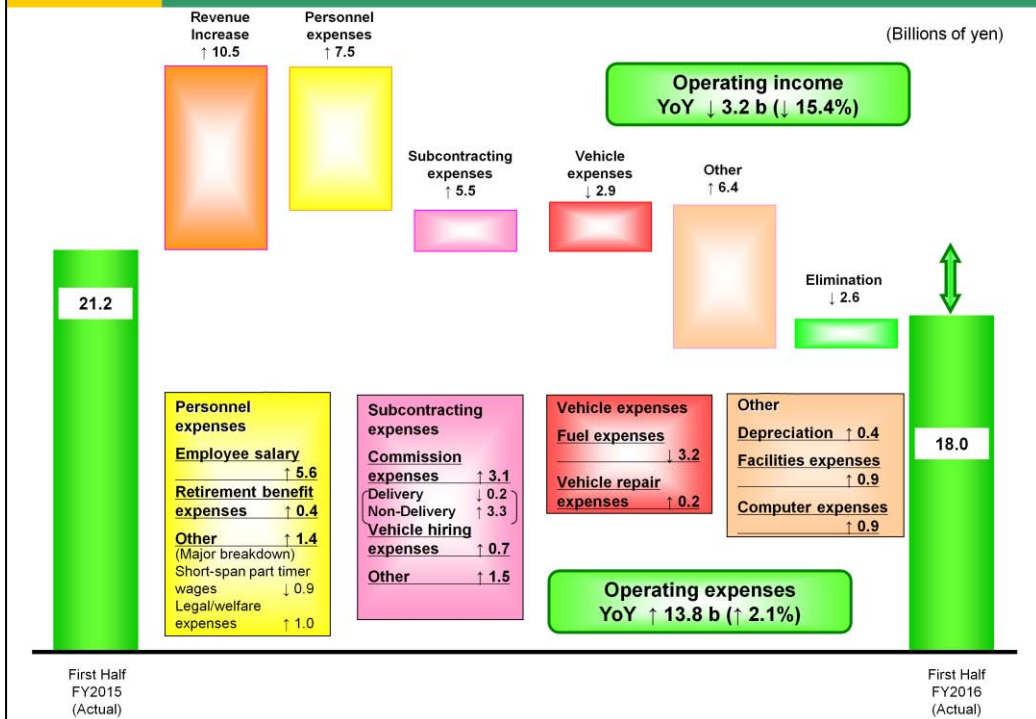 (Billions of yen)
Revenue
Increase
↑ 10.5
Personnel
expenses
↑ 7.5
Operating income
YoY ↓ 3.2 b (↓ 15.4%)
Subcontracting
expenses
↑ 5.5
Vehicle
expenses
↓ 2.9
Other
↑ 6.4
Elimination
↓ 2.6
21.2
18.0
Personnel
expenses
Employee salary
↑ 5.6
Retirement benefit
expenses ↑ 0.4
Other ↑ 1.4
(Major breakdown)
Short-span part timer
wages ↓ 0.9
Legal/welfare
expenses ↑ 1.0
Subcontracting
expenses
Commission
expenses ↑ 3.1
Delivery ↓ 0.2
Non-Delivery ↑ 3.3
Vehicle hiring
expenses ↑ 0.7
Other ↑ 1.5
Vehicle expenses
Fuel expenses
↓ 3.2
Vehicle repair
expenses ↑ 0.2
Other
Depreciation ↑ 0.4
Facilities expenses
↑ 0.9
Computer expenses
↑ 0.9
Operating expenses
YoY ↑ 13.8 b (↑ 2.1%)
First Half
FY2015
(Actual)
First Half
FY2016
(Actual)